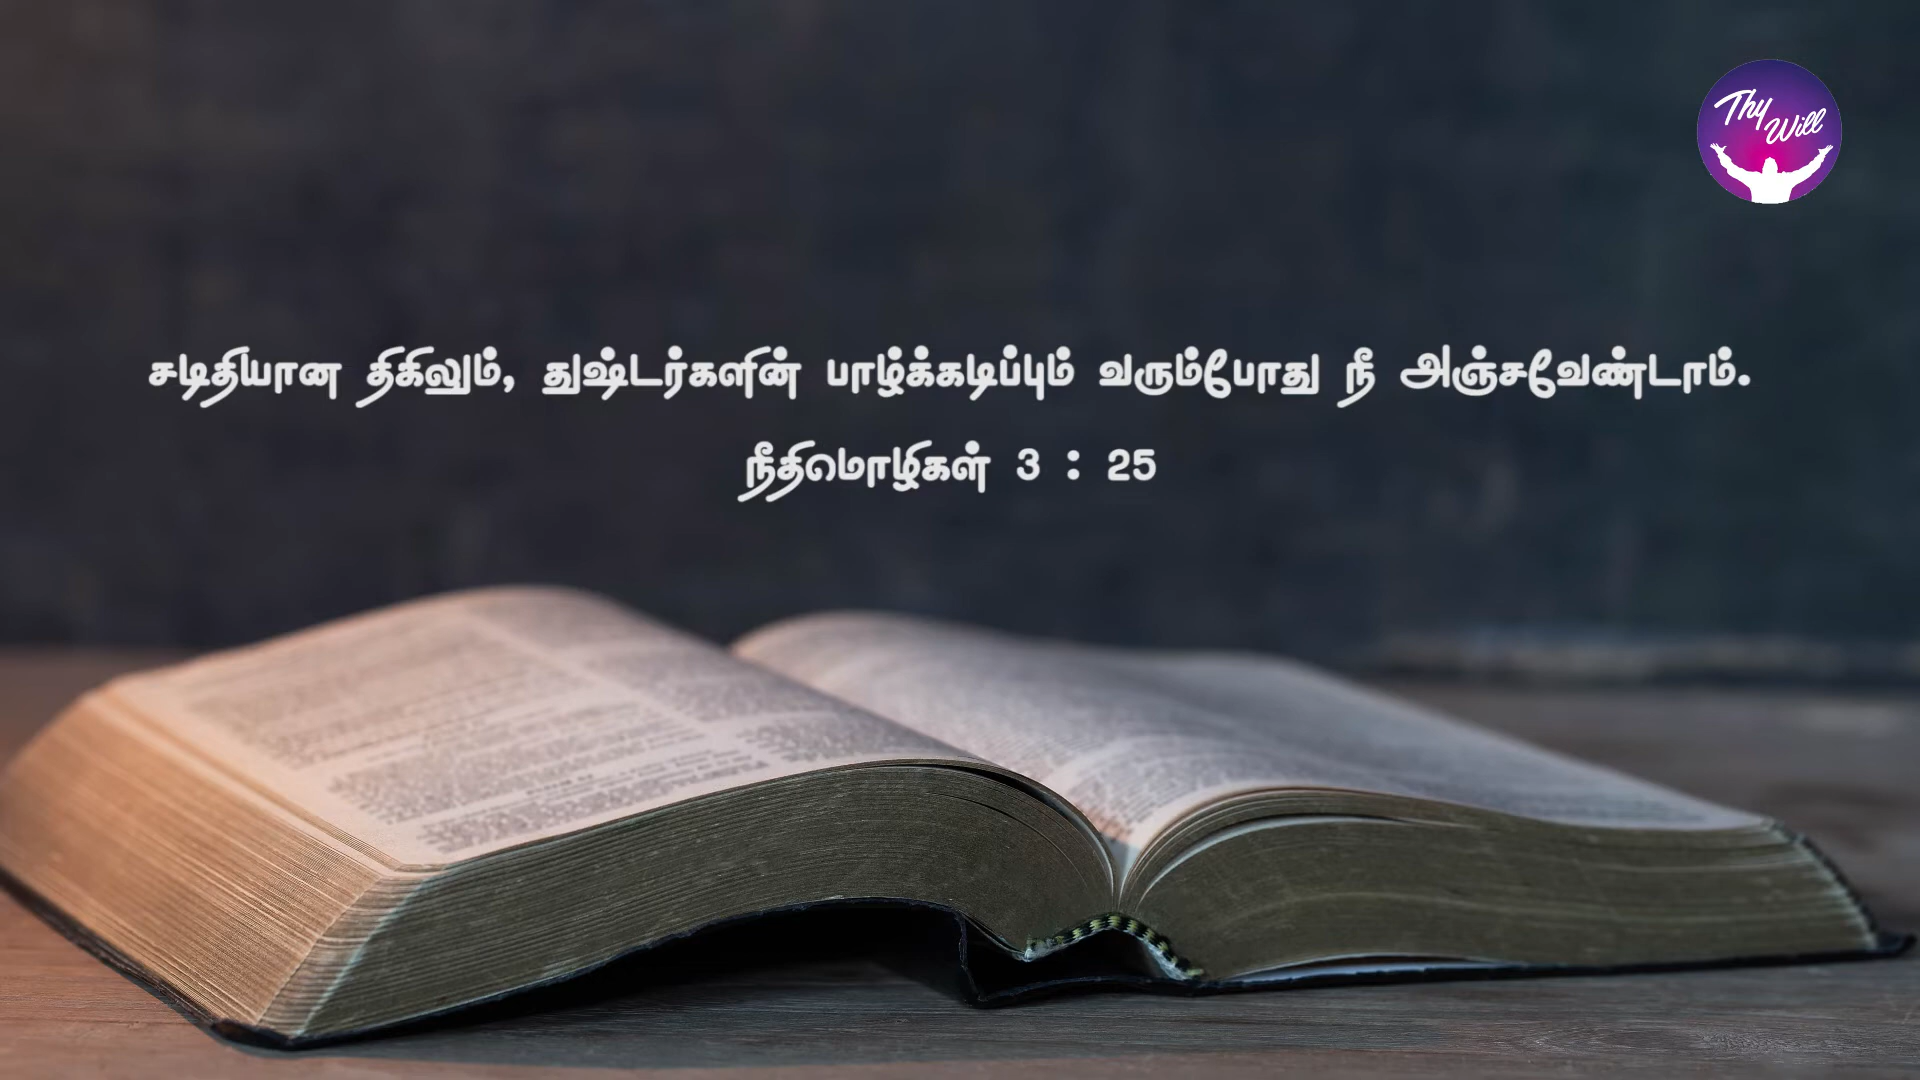 Thy
Will
சடிதியான திகிலும், துஷ்டர்களின் பாழ்க்கடிப்பும் வரும்போது நீ அஞ்சவேண்டாம்.
நீதிமொழிகள் 3 : 25